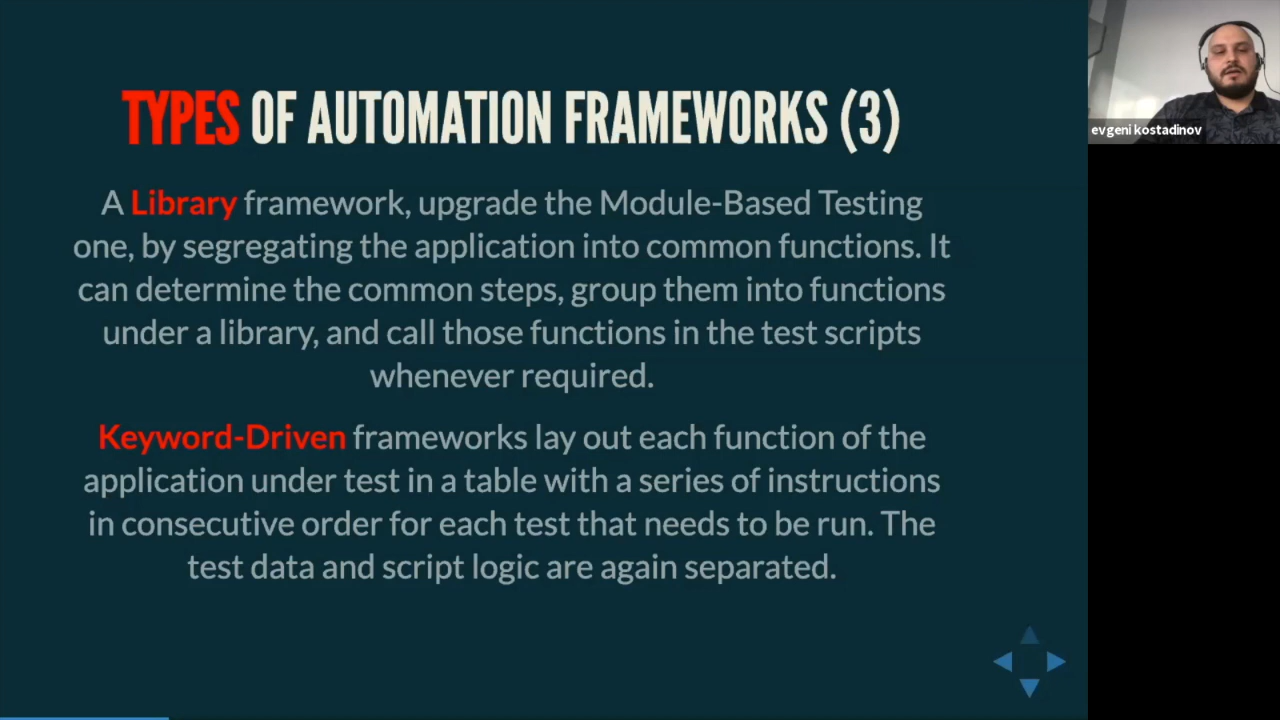 TYPES OF AUTOMATION FRAMEWORKS (3)
A Library framework, upgrade the Module-Based Testing
one, by segregating the application into common functions. It
can determine the common steps, group them into functions
under a library, and call those functions in the test scripts
whenever required.
Keyword-Driven frameworks lay out each function of the
application under test in a table with a series of instructions
in consecutive order for each test that needs to be run. The
test data and script logic are again separated.
evgeni kostadinov